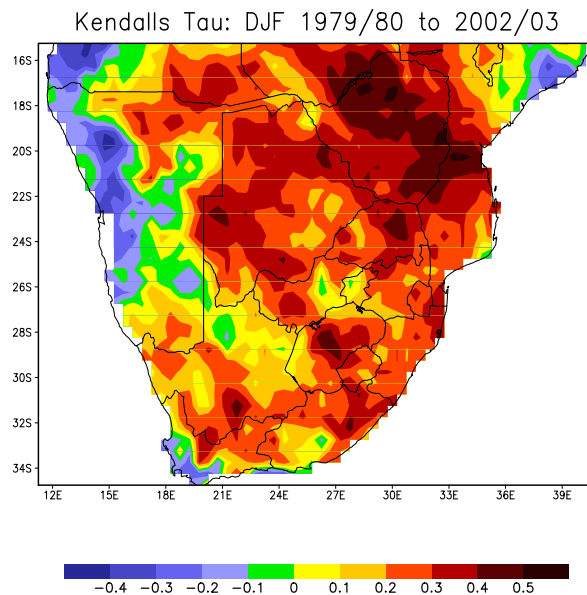 Kendalls Tau: DJF 1979/80 to 2002/03
16S
18S
20S
22S
24S
26S
28S
30S
32S
34S
12E 15E 18E 21E 24E 27E 30E 33E 36E 39E
-0.4 -0.3 -0.2 -0.1 0 0.1 0.2 0.3 0.4 0.5